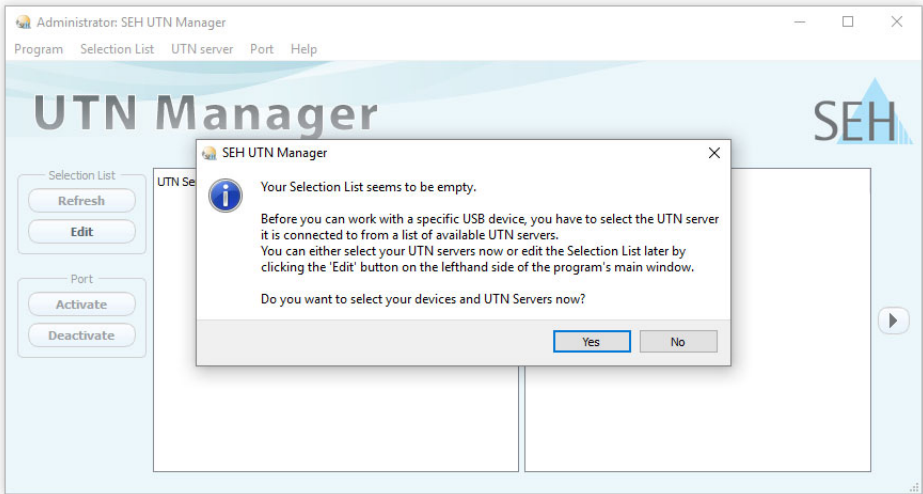 Administrator: SEH UTN Manager
Program Selection List UTN server Port Help
UTN Manager
SEH
SEH UTN Manager
Selection List
Refresh
Edit
UTN Se
Your Selection List seems to be empty.
Before you can work with a specific USB device, you have to select the UTN server
it is connected to from a list of available UTN servers.
You can either select your UTN servers now or edit the Selection List later by
clicking the 'Edit' button on the lefthand side of the program's main window.
Do you want to select your devices and UTN Servers now?
Yes No
Port
Activate
Deactivate